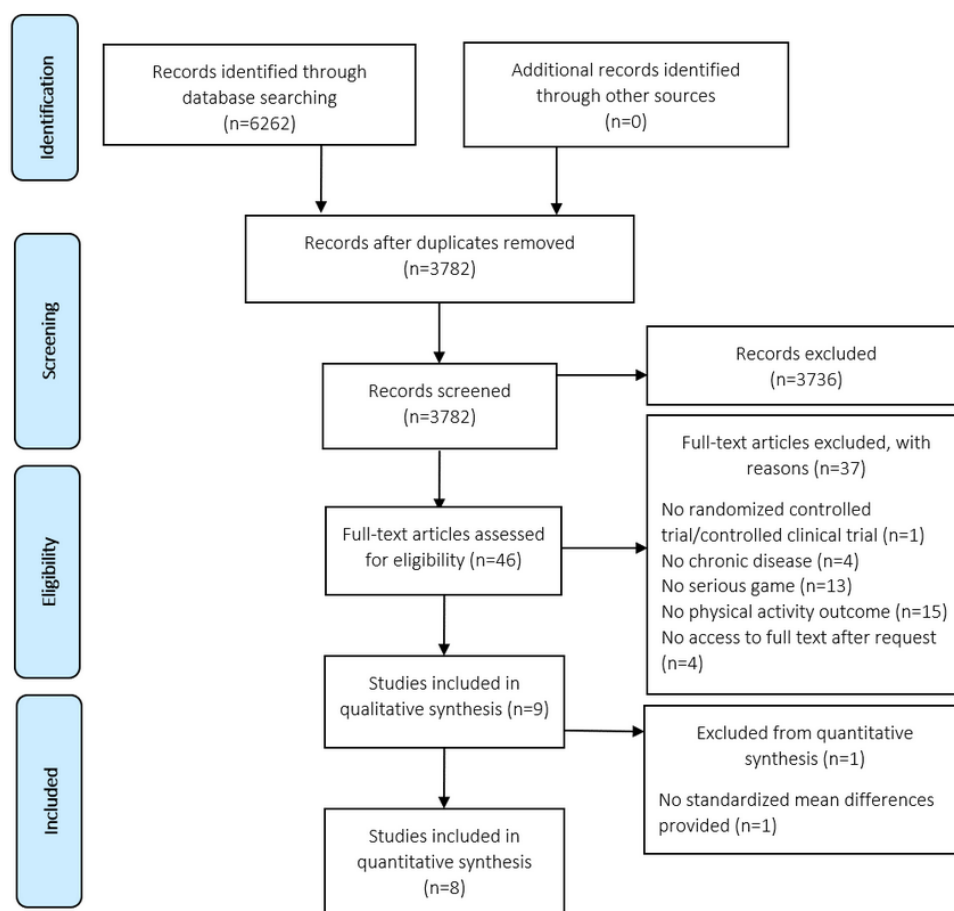 Identification
Records identified through
database searching
(n=6262)
Additional records identified
through other sources
(n=0)
Records after duplicates removed
(n=3782)
Screening
Records screened
(n=3782)
Records excluded
(n=3736)
Eligibility
Full-text articles assessed
for eligibility (n=46)
Full-text articles excluded, with
reasons (n=37)
No randomized controlled
trial/controlled clinical trial (n=1)
No chronic disease (n=4)
No serious game (n=13)
No physical activity outcome (n=15)
No access to full text after request
(n=4)
Studies included in
qualitative synthesis (n=9)
Included
Excluded from quantitative
synthesis (n=1)
No standardized mean differences
provided (n=1)
Studies included in
quantitative synthesis
(n=8)